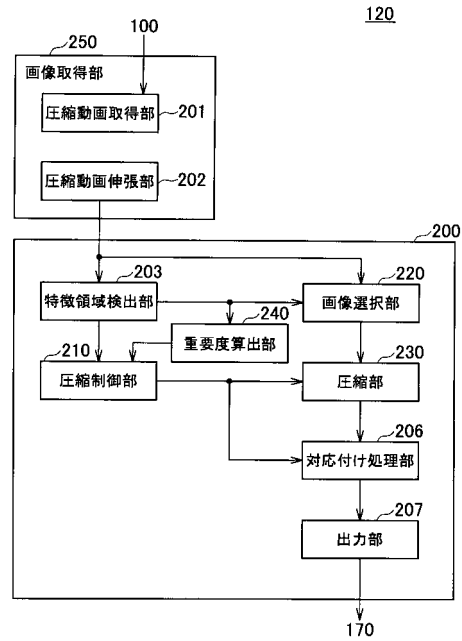 120
100
250
画像取得部
圧縮動画取得部
201
圧縮動画伸張部
202
200
203
220
特徴領域検出部
240
画像選択部
210
重要度算出部
230
圧縮制御部
圧縮部
206
対応付け処理部
207
出力部
170